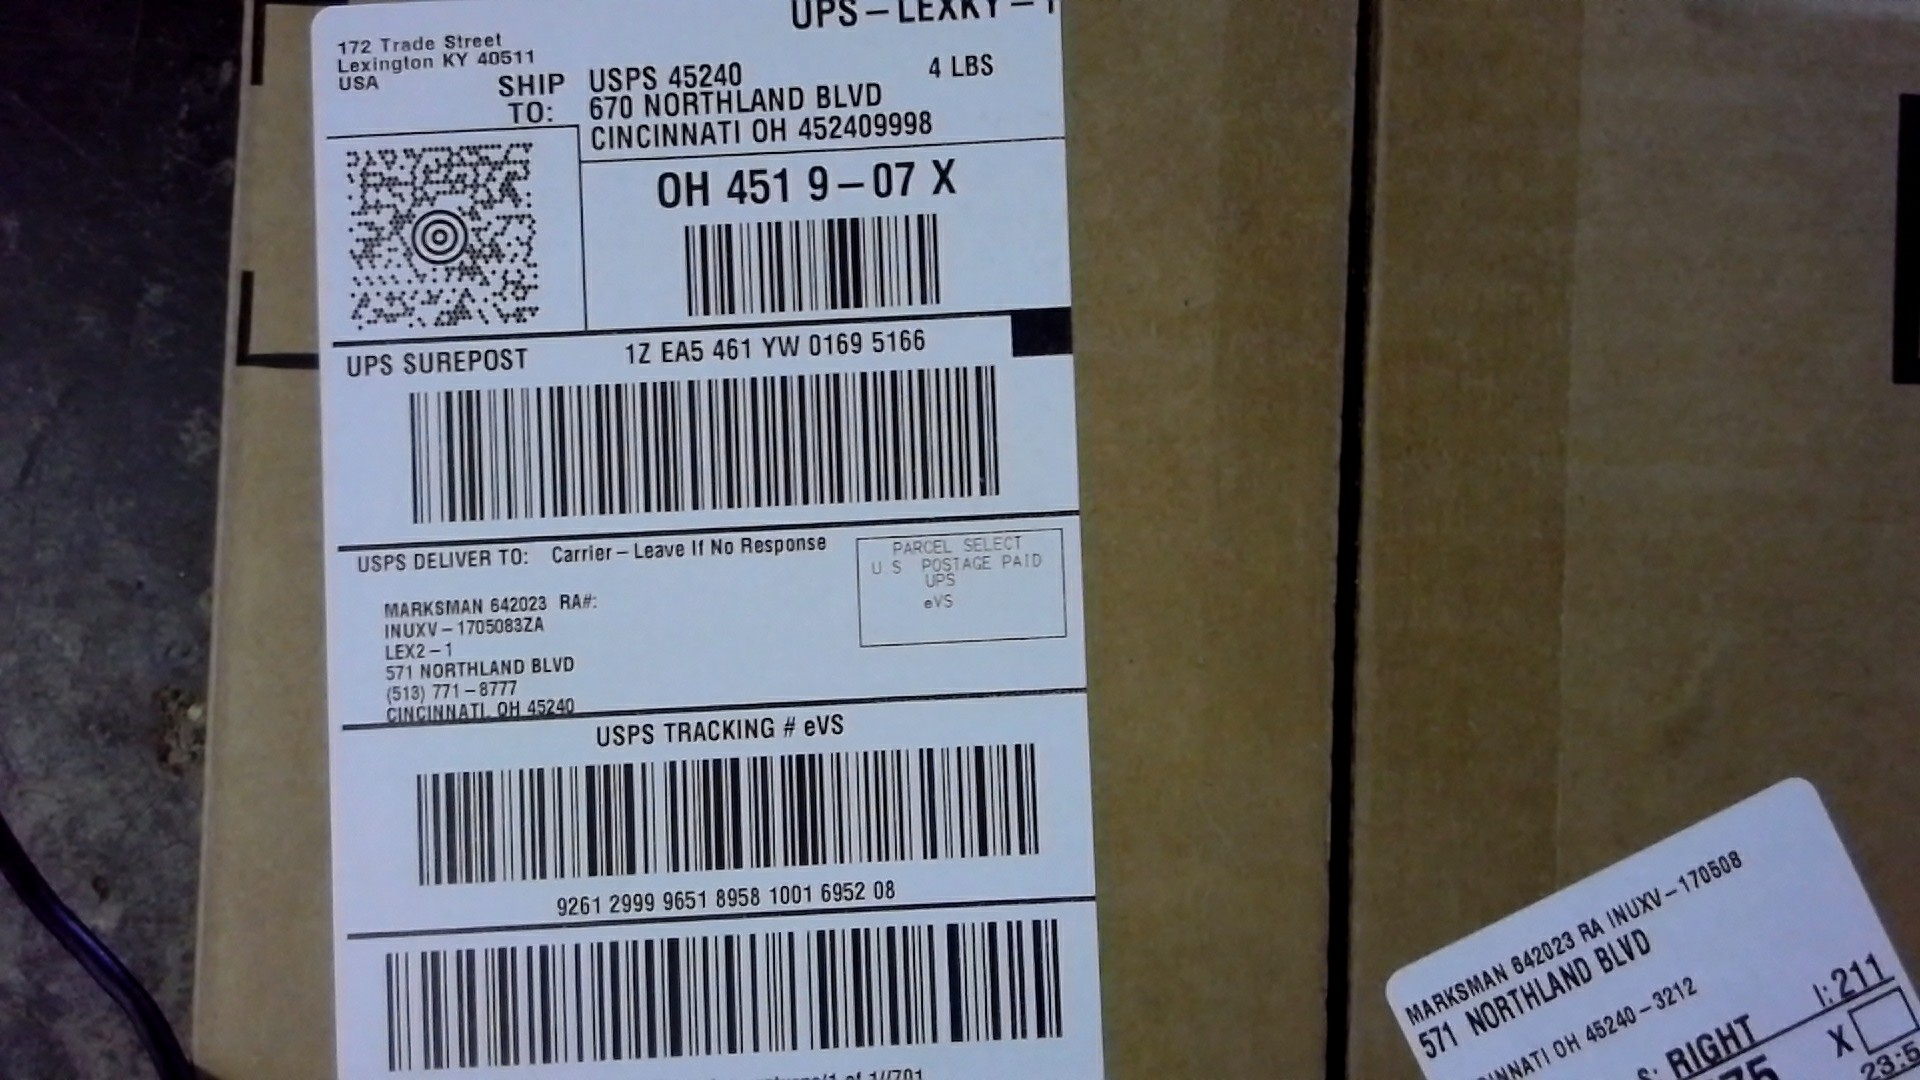 UPS – LEXKY – 1
172 Trade Street
Lexington KY 40511
USA
SHIP TO:
USPS 45240
4 LBS
670 NORTHLAND BLVD
CINCINNATI OH 452409998
OH 451 9 – 07 X
UPS SUREPOST
1Z EA5 461 YW 0169 5166
USPS DELIVER TO: Carrier – Leave If No Response
PARCEL SELECT
U S POSTAGE PAID
UPS
eVS
MARKSMAN 642023 RA#:
INUXV – 1705083ZA
LEX2 – 1
571 NORTHLAND BLVD
(513) 771 – 8777
CINCINNATI, OH 45240
USPS TRACKING # eVS
9261 2999 9651 8958 1001 6952 08
MARKSMAN 642023 RA INUXV – 170508
571 NORTHLAND BLVD
INNATI OH 45240 – 3212
I: 211
S: RIGHT
X
75
23:5